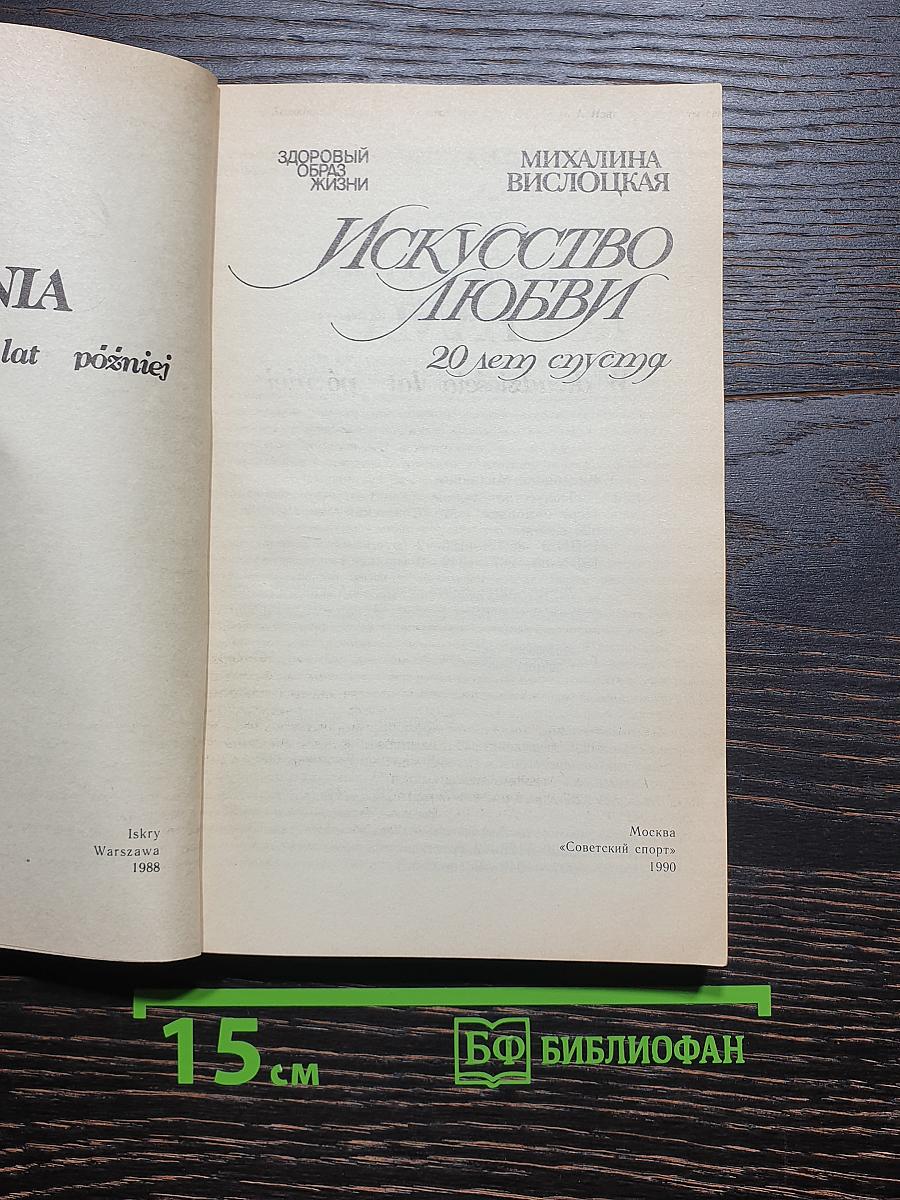 NIA
lat później
Iskry
Warszawa
1988
ЗДОРОВЫЙ
ОБРАЗ
ЖИЗНИ
МИХАЛИНА
ВИСЛОЦКАЯ
ИСКУССТВО
ЛЮБВИ
20 лет спустя
Москва
«Советский спорт»
1990
15 см
БФ БИБЛИОФАН